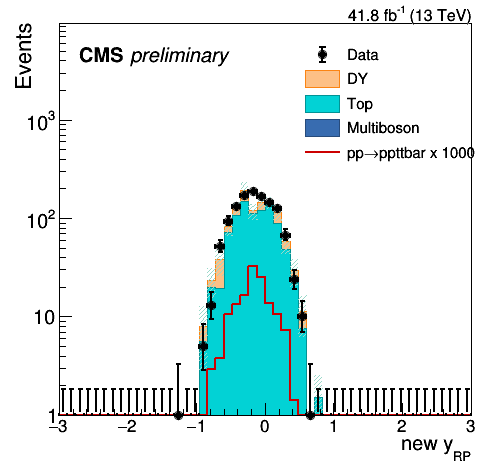 41.8 fb⁻¹ (13 TeV)
Events
CMS preliminary
Data
DY
Top
Multiboson
pp→ppttbar x 1000
10³
10²
10
1
−3 −2 −1 0 1 2 3
new y_RP